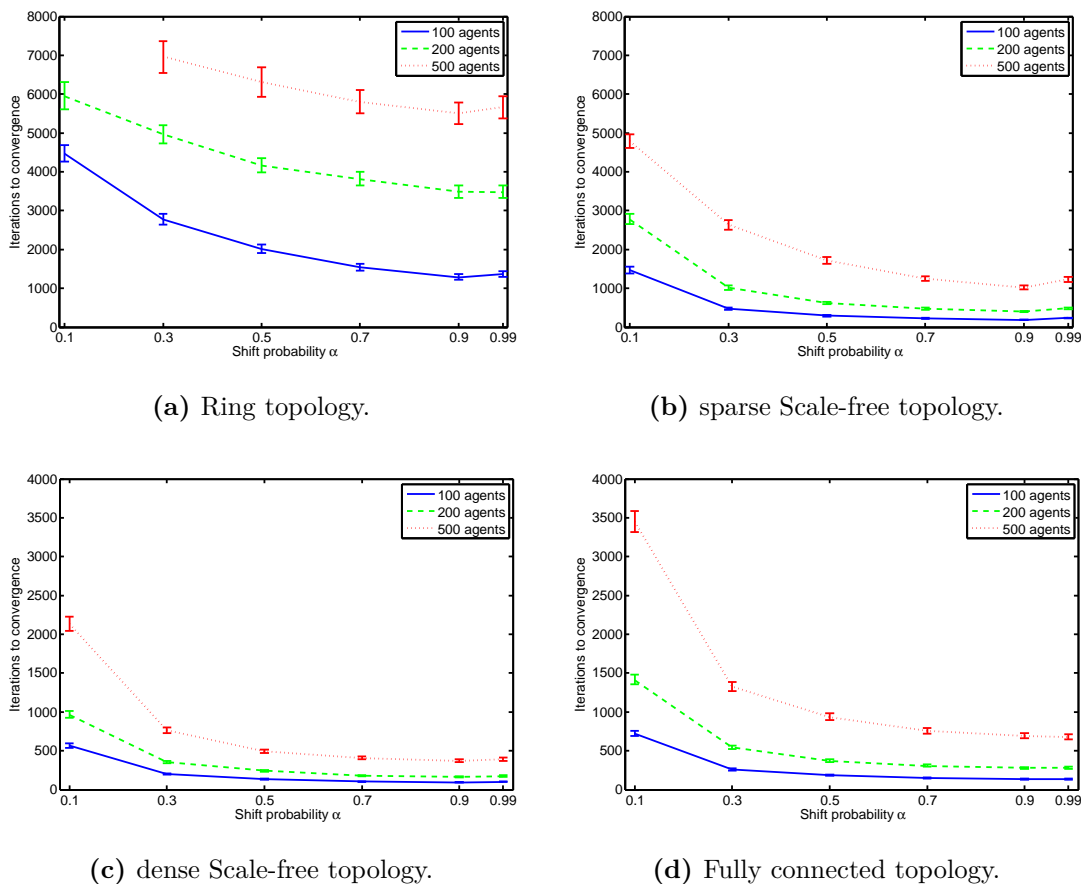 8000
7000
6000
5000
4000
3000
2000
1000
0
Iterations to convergence
100 agents
200 agents
500 agents
0.1 0.3 0.5 0.7 0.9 0.99
Shift probability α
(a) Ring topology.
8000
7000
6000
5000
4000
3000
2000
1000
0
Iterations to convergence
100 agents
200 agents
500 agents
0.1 0.3 0.5 0.7 0.9 0.99
Shift probability α
(b) sparse Scale-free topology.
4000
3500
3000
2500
2000
1500
1000
500
0
Iterations to convergence
100 agents
200 agents
500 agents
0.1 0.3 0.5 0.7 0.9 0.99
Shift probability α
(c) dense Scale-free topology.
4000
3500
3000
2500
2000
1500
1000
500
0
Iterations to convergence
100 agents
200 agents
500 agents
0.1 0.3 0.5 0.7 0.9 0.99
Shift probability α
(d) Fully connected topology.